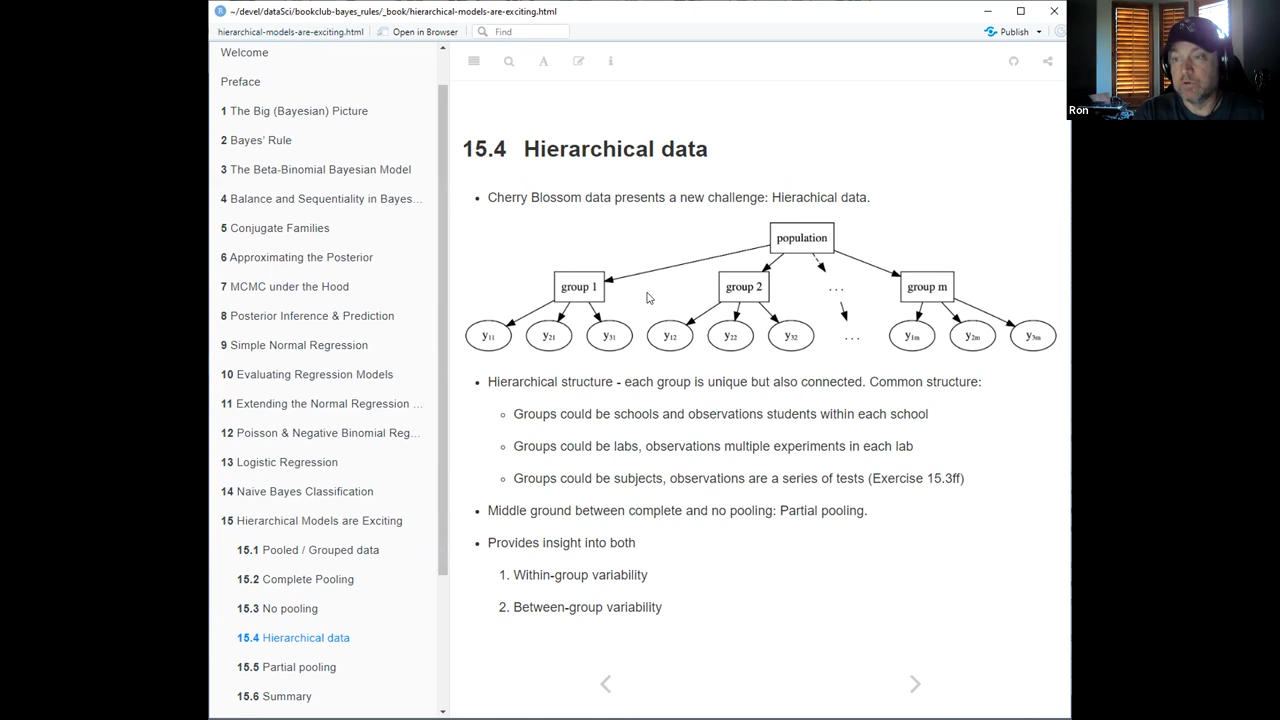 ~/devel/dataSci/bookclub-bayes_rules/_book/hierarchical-models-are-exciting.html
hierarchical-models-are-exciting.html
Open in Browser
Find
Publish
Ron
Welcome
Preface
1 The Big (Bayesian) Picture
2 Bayes' Rule
3 The Beta-Binomial Bayesian Model
4 Balance and Sequentiality in Bayes...
5 Conjugate Families
6 Approximating the Posterior
7 MCMC under the Hood
8 Posterior Inference & Prediction
9 Simple Normal Regression
10 Evaluating Regression Models
11 Extending the Normal Regression ...
12 Poisson & Negative Binomial Reg...
13 Logistic Regression
14 Naive Bayes Classification
15 Hierarchical Models are Exciting
15.1 Pooled / Grouped data
15.2 Complete Pooling
15.3 No pooling
15.4 Hierarchical data
15.5 Partial pooling
15.6 Summary
15.4 Hierarchical data
• Cherry Blossom data presents a new challenge: Hierachical data.
population
group 1 group 2 ... group m
y11 y21 y31 y12 y22 y32 ... y1m y2m y3m
• Hierarchical structure - each group is unique but also connected. Common structure:
◦ Groups could be schools and observations students within each school
◦ Groups could be labs, observations multiple experiments in each lab
◦ Groups could be subjects, observations are a series of tests (Exercise 15.3ff)
• Middle ground between complete and no pooling: Partial pooling.
• Provides insight into both
1. Within-group variability
2. Between-group variability